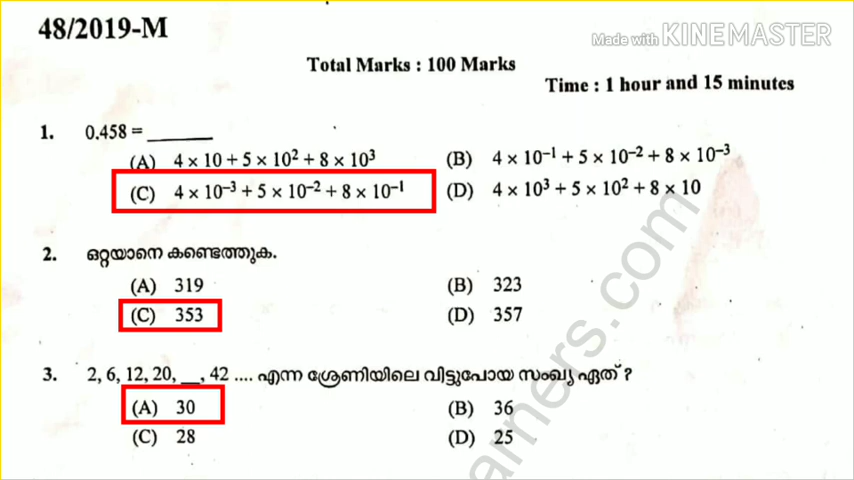 48/2019-M
Made with KINEMASTER
Total Marks : 100 Marks
Time : 1 hour and 15 minutes
1. 0.458 = ______
(A) 4 × 10 + 5 × 10² + 8 × 10³ (B) 4 × 10⁻¹ + 5 × 10⁻² + 8 × 10⁻³
(C) 4 × 10⁻³ + 5 × 10⁻² + 8 × 10⁻¹ (D) 4 × 10³ + 5 × 10² + 8 × 10
2. ഒറ്റയാനെ കണ്ടെത്തുക.
(A) 319 (B) 323
(C) 353 (D) 357
3. 2, 6, 12, 20, __, 42 .... എന്ന ശ്രേണിയിലെ വിട്ടുപോയ സംഖ്യ ഏത് ?
(A) 30 (B) 36
(C) 28 (D) 25
arners.com